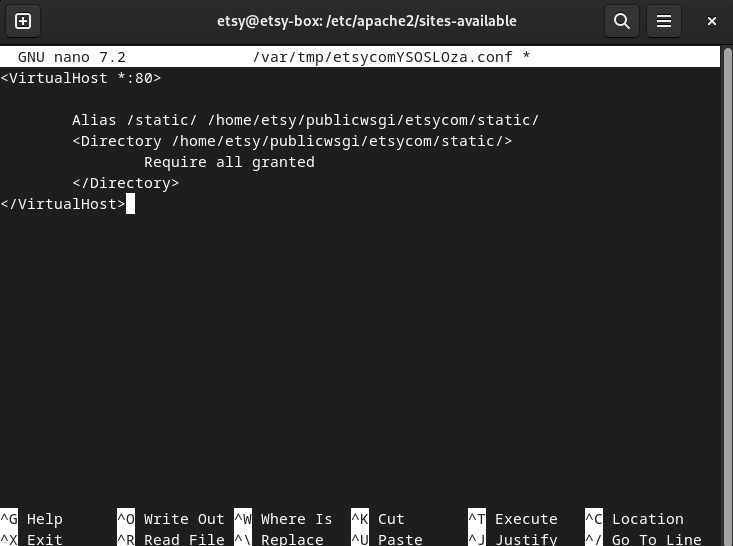 etsy@etsy-box: /etc/apache2/sites-available
GNU nano 7.2 /var/tmp/etsycomYSOSLOza.conf *
<VirtualHost *:80>
Alias /static/ /home/etsy/publicwsgi/etsycom/static/
<Directory /home/etsy/publicwsgi/etsycom/static/>
Require all granted
</Directory>
</VirtualHost>
^G Help ^O Write Out ^W Where Is ^K Cut ^T Execute ^C Location
^X Exit ^R Read File ^\ Replace ^U Paste ^J Justify ^/ Go To Line